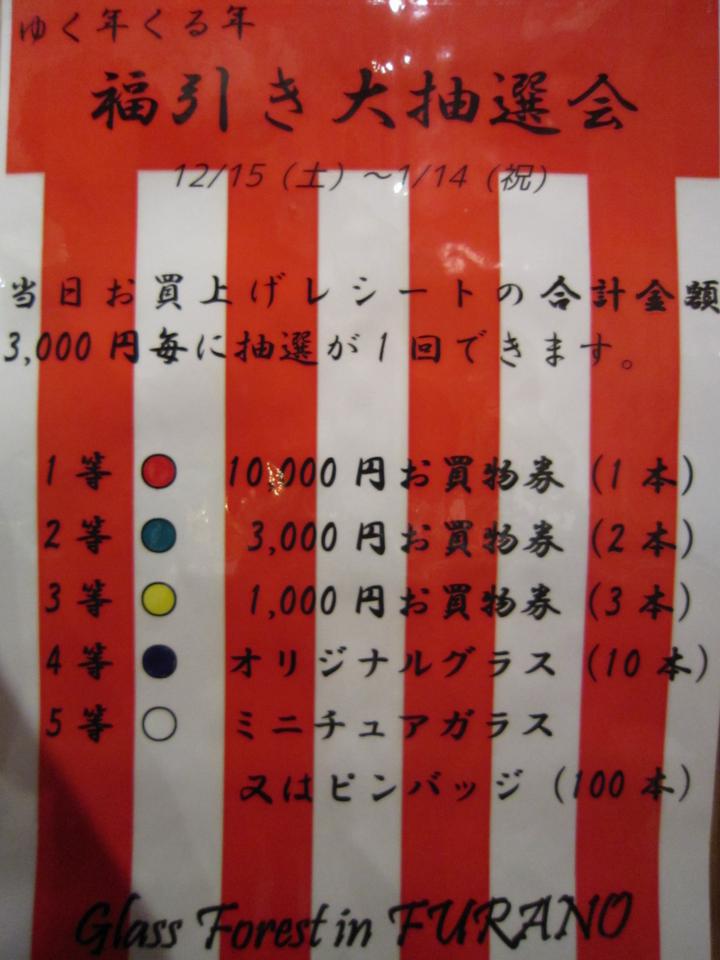 ゆく年くる年
福引き大抽選会
12/15（土）～1/14（祝）
当日お買上げレシートの合計金額
3,000円毎に抽選が1回できます。
1等 10,000円お買物券（1本）
2等 3,000円お買物券（2本）
3等 1,000円お買物券（3本）
4等 オリジナルグラス（10本）
5等 ミニチュアガラス
又はピンバッジ（100本）
Glass Forest in FURANO